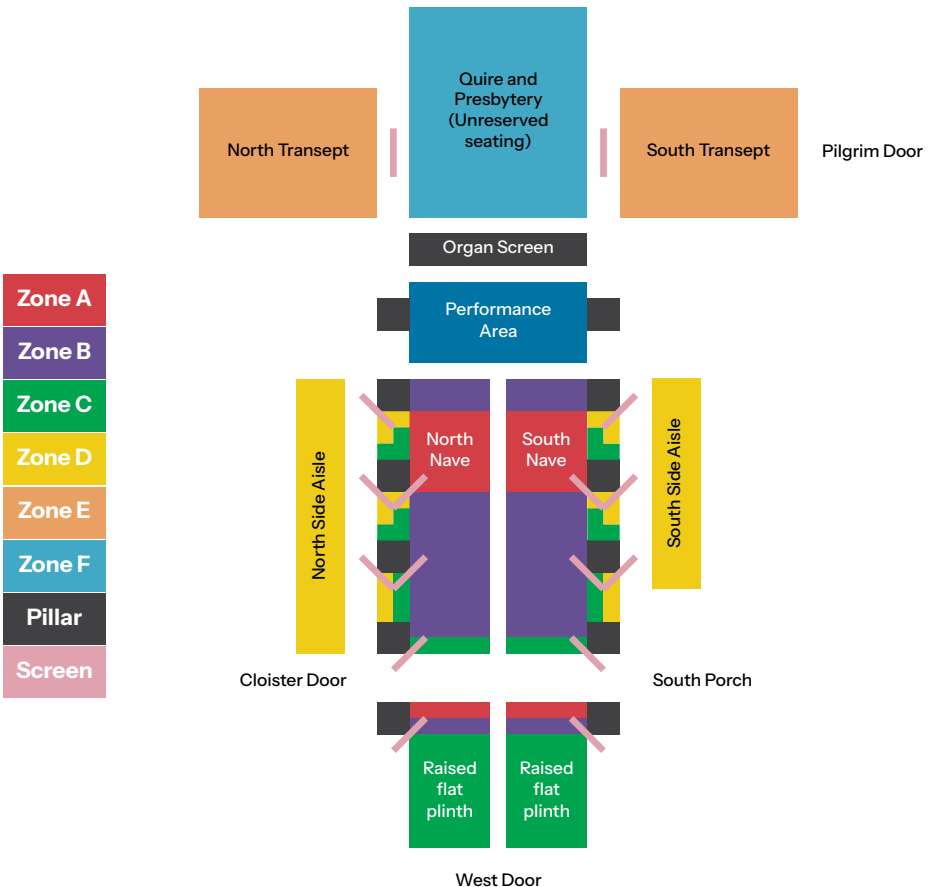 Quire and
Presbytery
(Unreserved
seating)
North Transept
South Transept
Pilgrim Door
Organ Screen
Performance
Area
Zone A
Zone B
Zone C
Zone D
Zone E
Zone F
Pillar
Screen
North Side Aisle
North
Nave
South
Nave
South Side Aisle
Cloister Door
South Porch
Raised
flat
plinth
Raised
flat
plinth
West Door